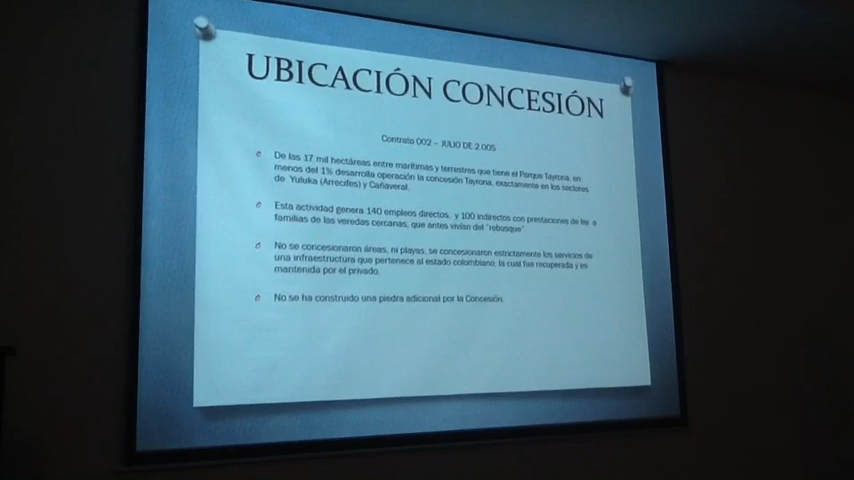 UBICACIÓN CONCESIÓN
Contrato 002 – JULIO DE 2.005
De las 17 mil hectáreas entre marítimas y terrestres que tiene el Parque Tayrona, en
menos del 1% desarrolla operación la concesión Tayrona, exactamente en los sectores
de Yuluka (Arrecifes) y Cañaveral.
Esta actividad genera 140 empleos directos, y 100 indirectos con prestaciones de ley a
familias de las veredas cercanas, que antes vivían del "rebusque"
No se concesionaron áreas, ni playas, se concesionaron estrictamente los servicios de
una infraestructura que pertenece al estado colombiano, la cual fue recuperada y es
mantenida por el privado.
No se ha construido una piedra adicional por la Concesión.